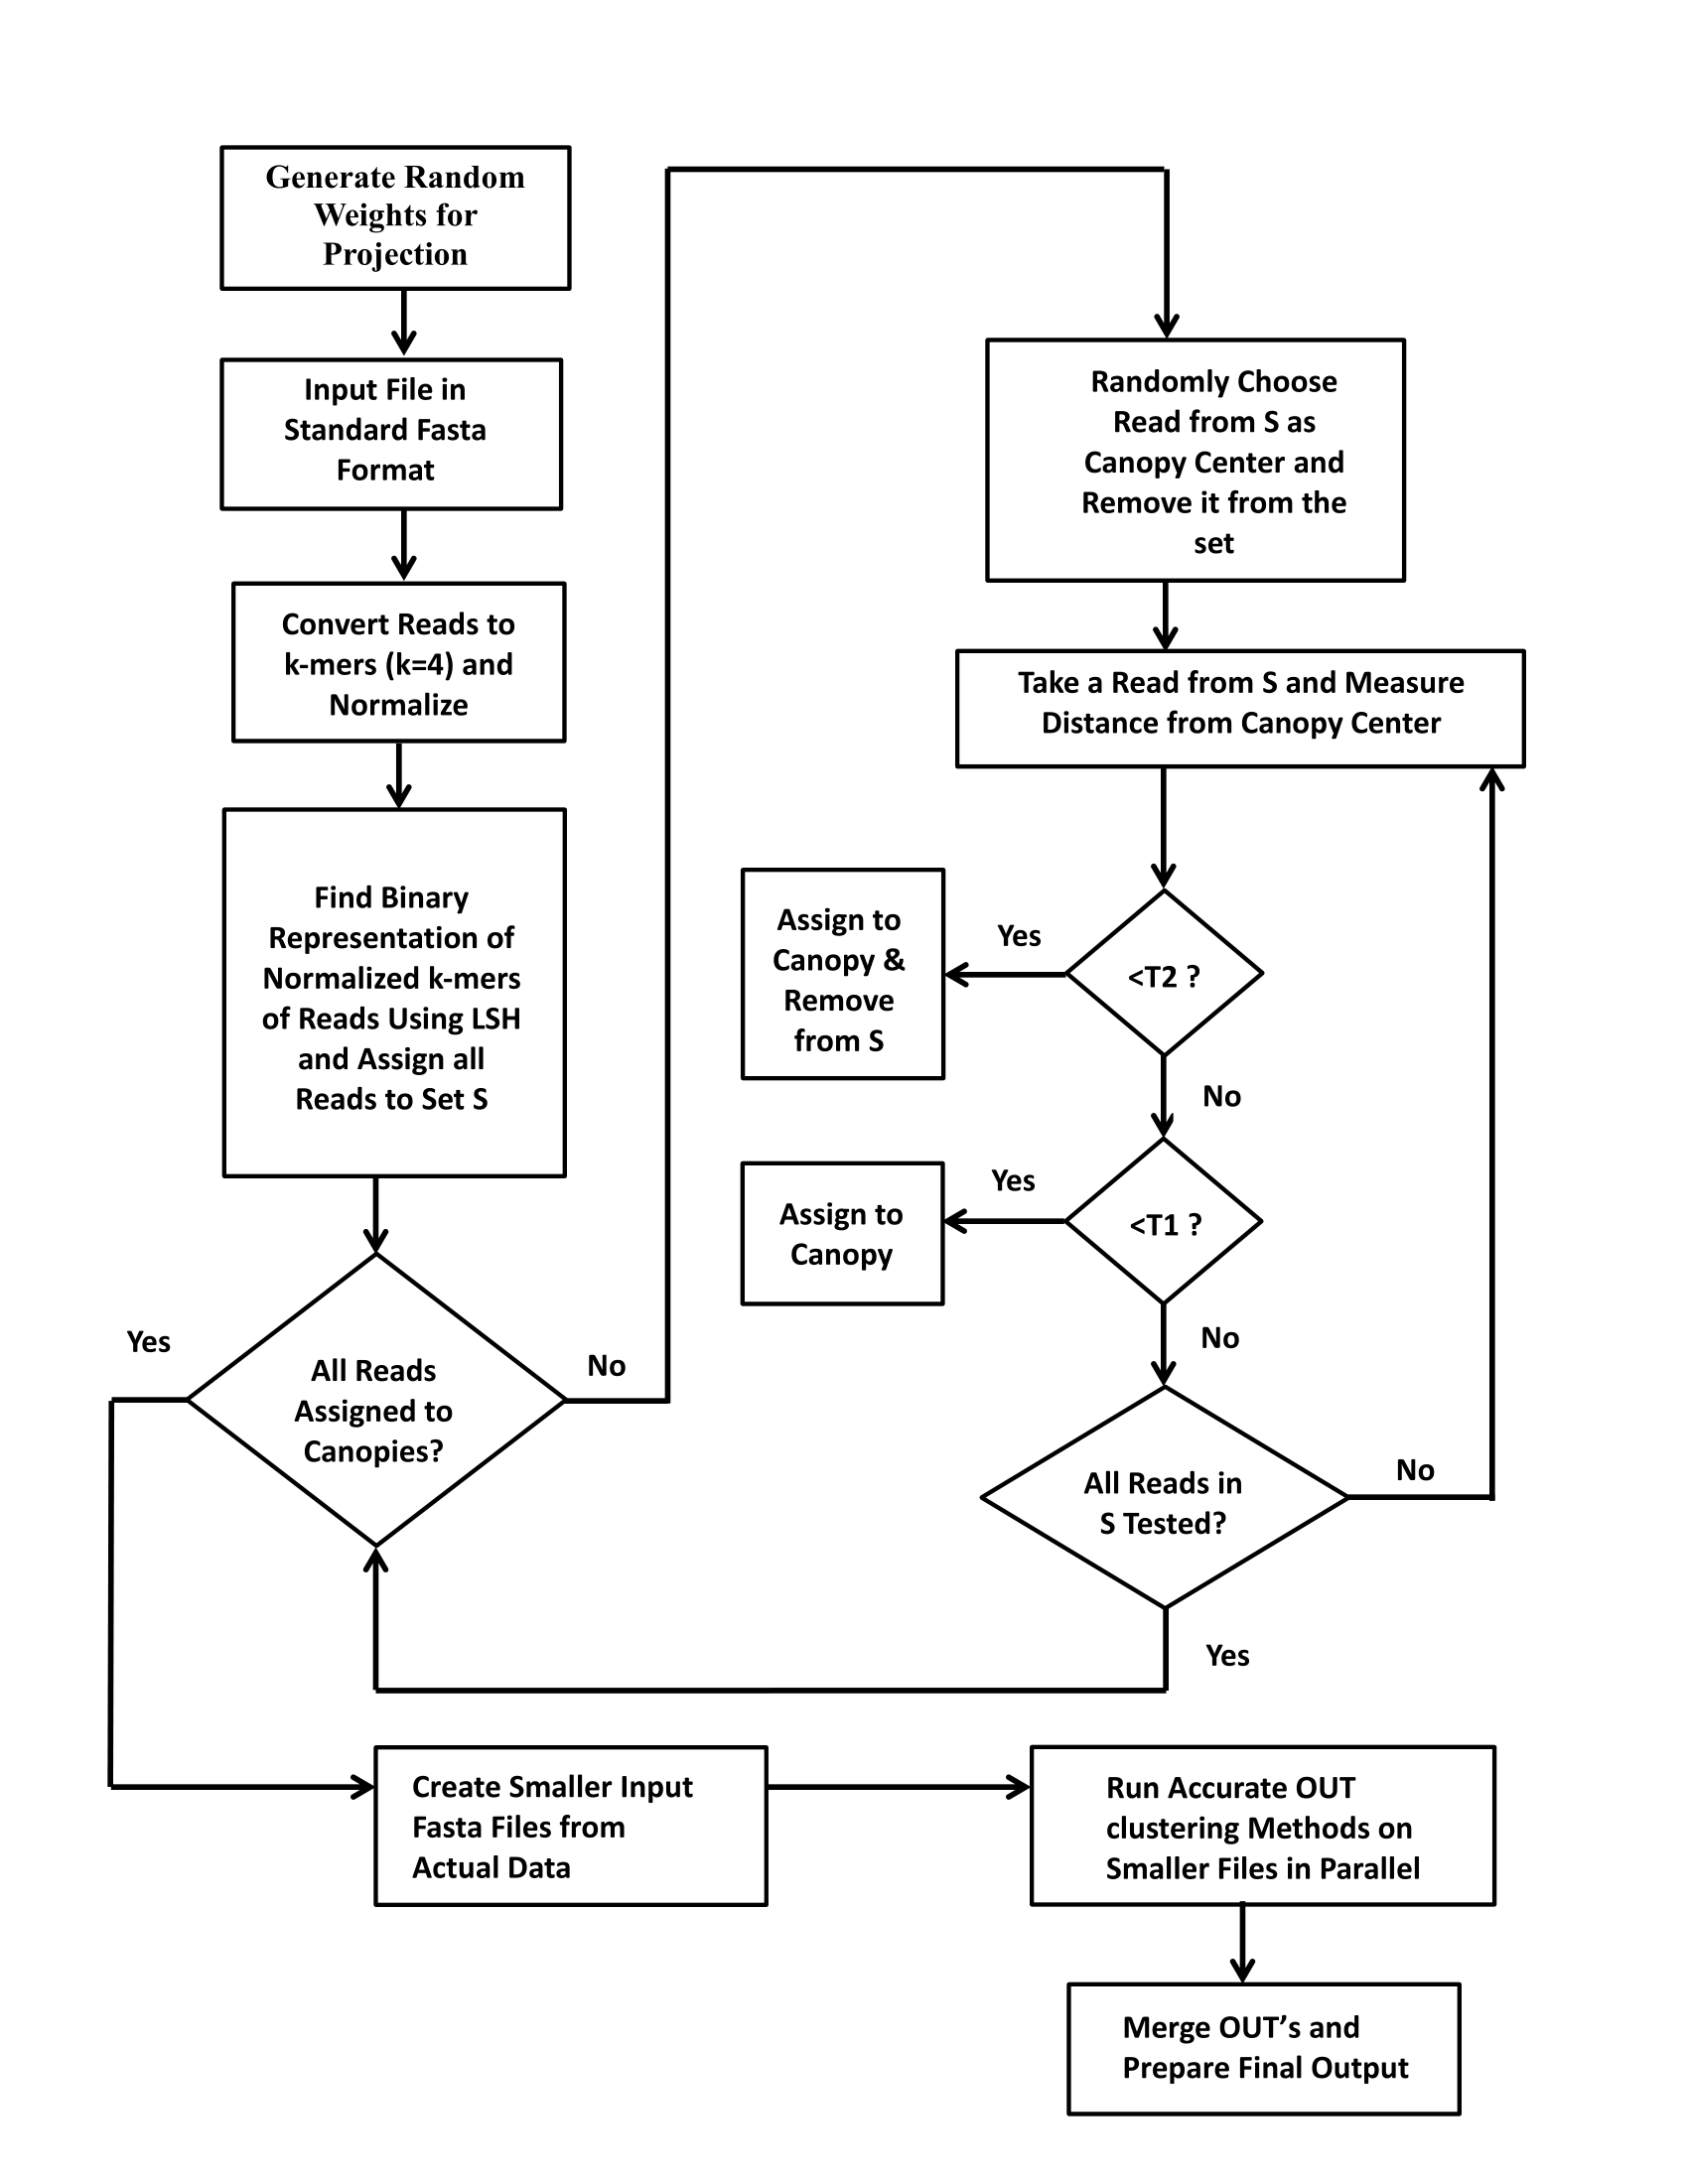 Generate Random
Weights for
Projection
Input File in
Standard Fasta
Format
Convert Reads to
k-mers (k=4) and
Normalize
Find Binary
Representation of
Normalized k-mers
of Reads Using LSH
and Assign all
Reads to Set S
Yes
All Reads
Assigned to
Canopies?
No
Randomly Choose
Read from S as
Canopy Center and
Remove it from the
set
Take a Read from S and Measure
Distance from Canopy Center
<T2 ?
Yes
Assign to
Canopy &
Remove
from S
No
<T1 ?
Yes
Assign to
Canopy
No
All Reads in
S Tested?
No
Yes
Create Smaller Input
Fasta Files from
Actual Data
Run Accurate OUT
clustering Methods on
Smaller Files in Parallel
Merge OUT’s and
Prepare Final Output